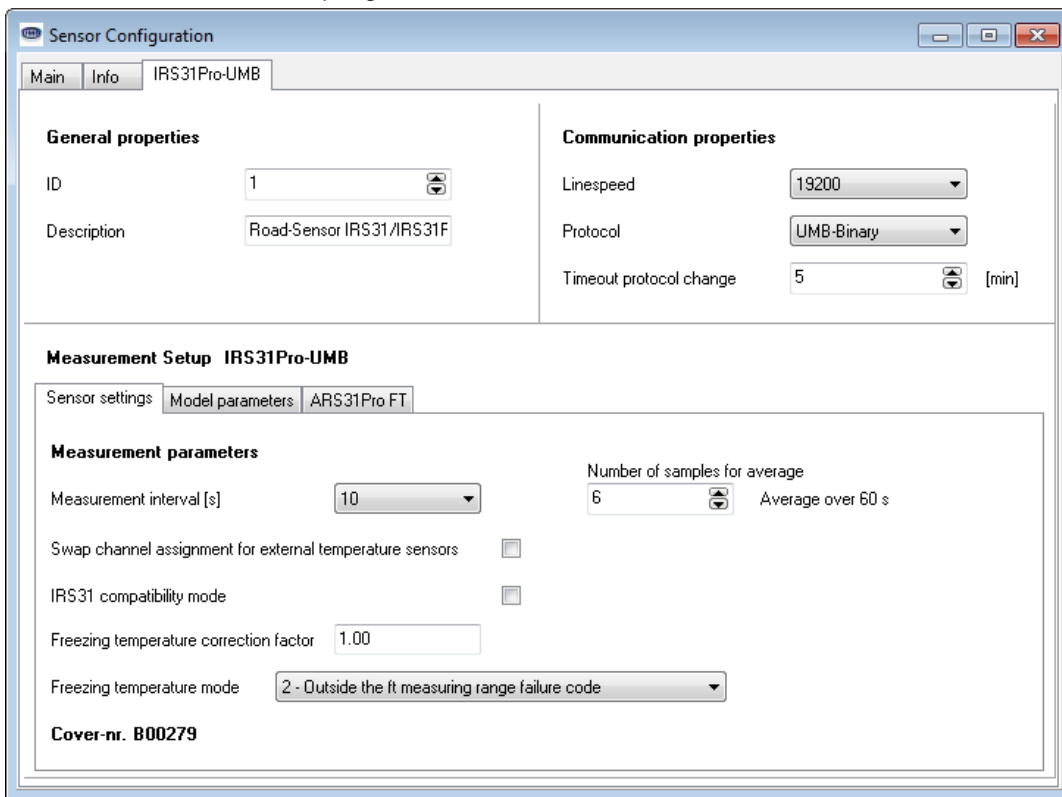 Sensor Configuration
Main Info IRS31Pro-UMB
General properties
ID 1
Description Road-Sensor IRS31/IRS31F
Communication properties
Linespeed 19200
Protocol UMB-Binary
Timeout protocol change 5 [min]
Measurement Setup IRS31Pro-UMB
Sensor settings Model parameters ARS31Pro FT
Measurement parameters
Number of samples for average
Measurement interval [s] 10 6 Average over 60 s
Swap channel assignment for external temperature sensors
IRS31 compatibility mode
Freezing temperature correction factor 1.00
Freezing temperature mode 2 - Outside the ft measuring range failure code
Cover-nr. B00279